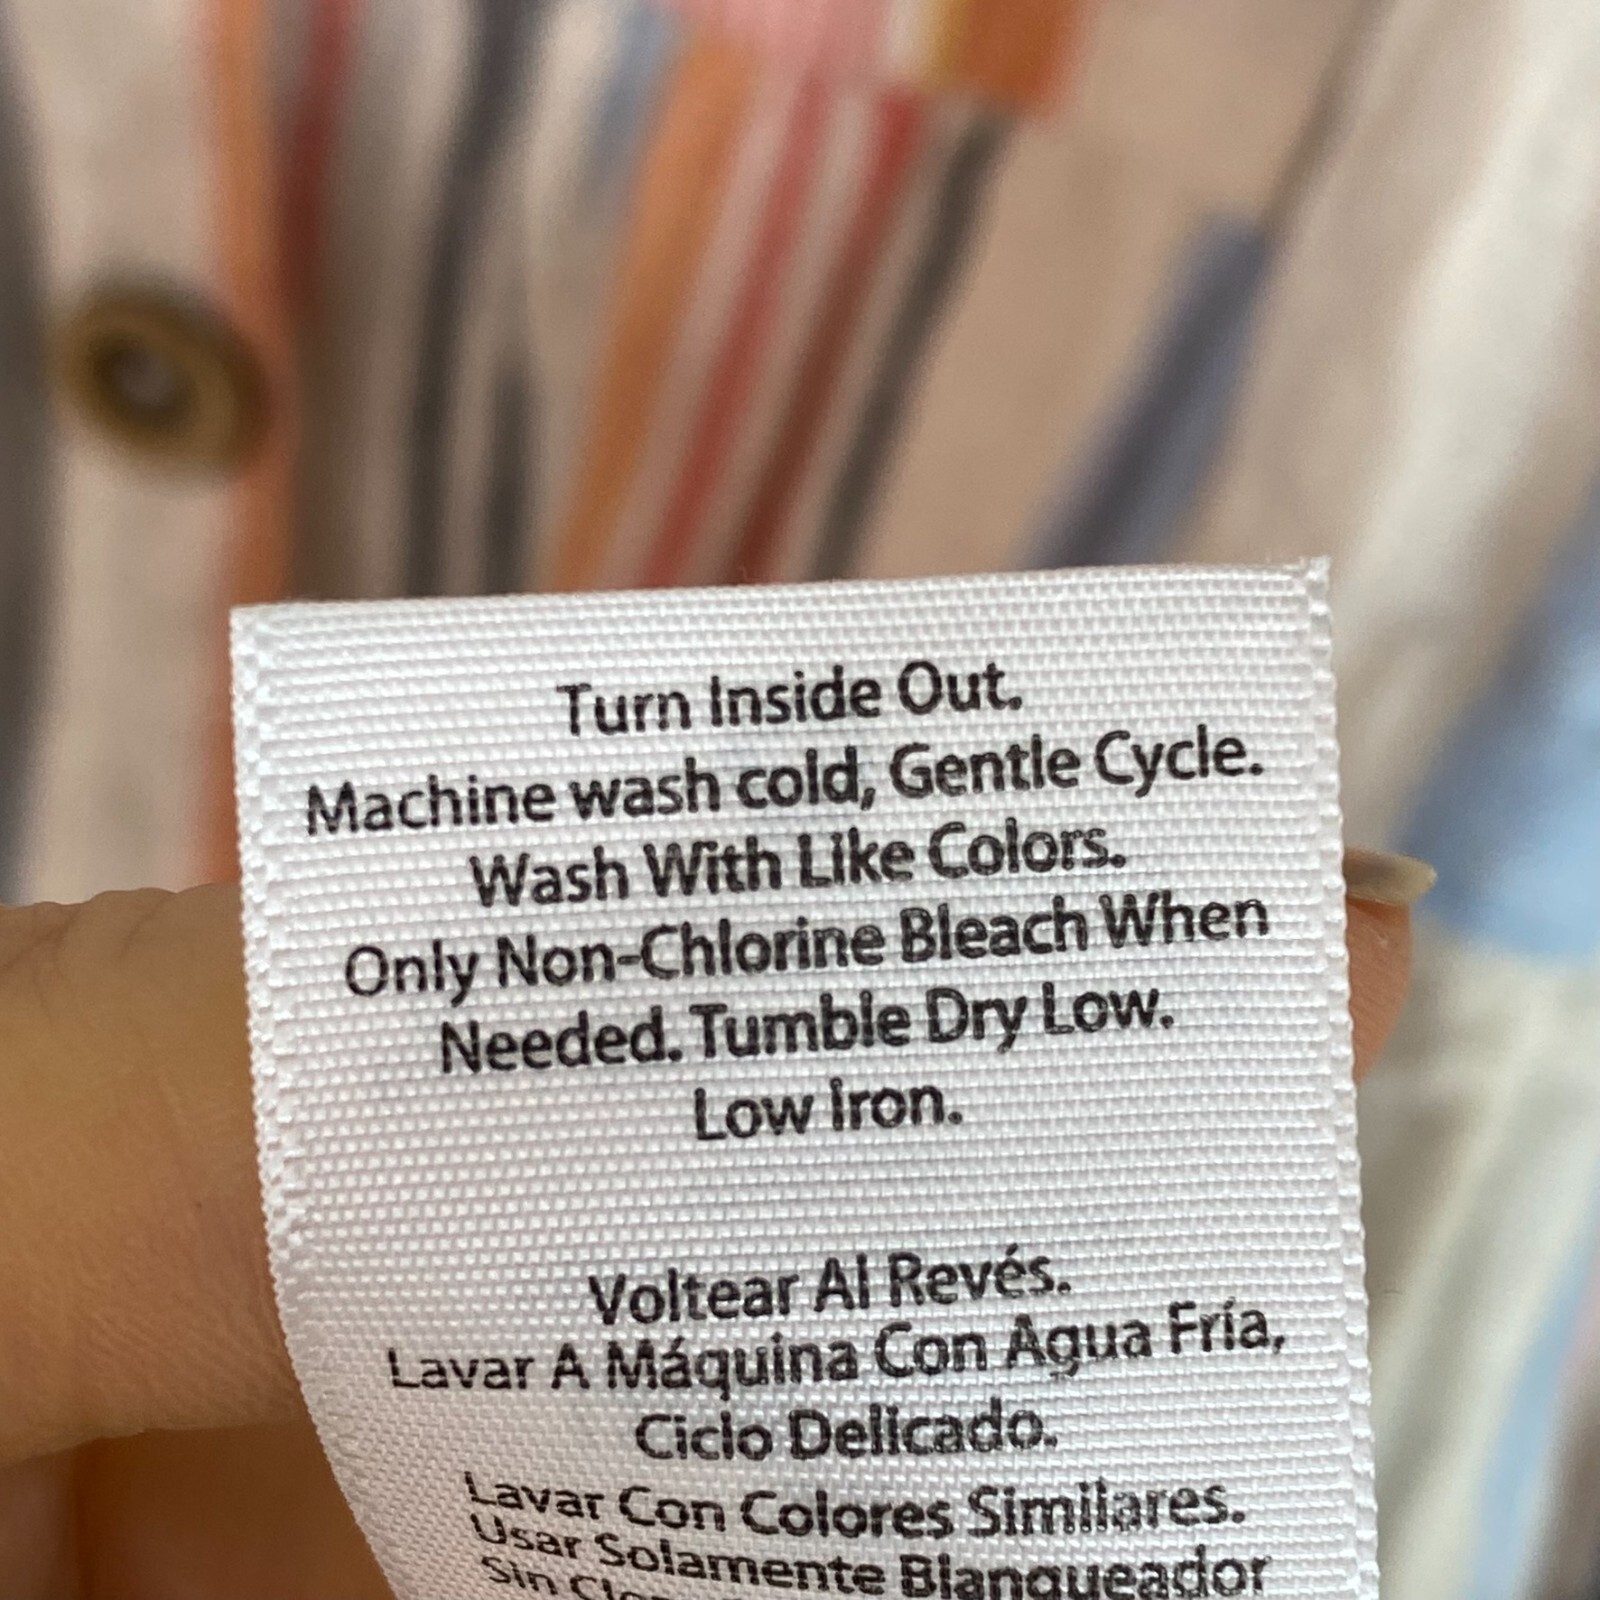 Turn Inside Out.
Machine wash cold, Gentle Cycle.
Wash With Like Colors.
Only Non-Chlorine Bleach When
Needed. Tumble Dry Low.
Low Iron.
Voltear Al Revés.
Lavar A Máquina Con Agua Fría,
Ciclo Delicado.
Lavar Con Colores Similares.
Usar Solamente Blanqueador
Sin